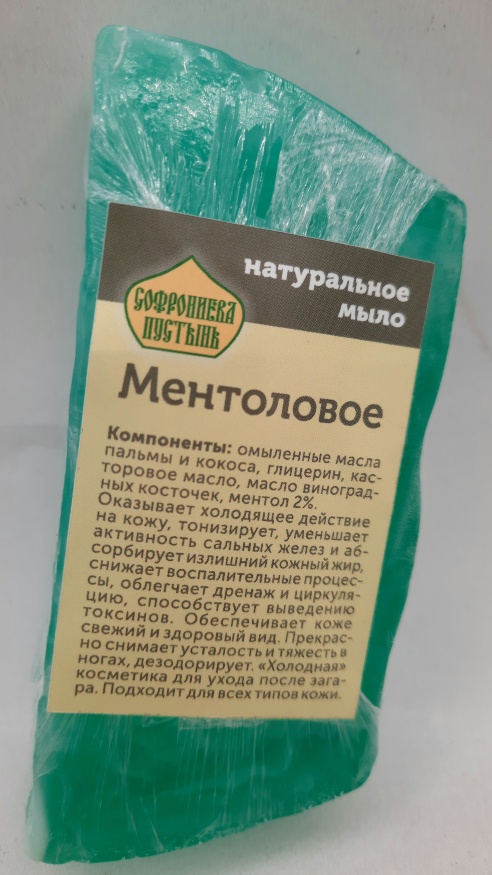 натуральное
мыло
СОФРОНИЕВА
ПУСТЫНЬ
Ментоловое
Компоненты: омыленные масла
пальмы и кокоса, глицерин, кас-
торовое масло, масло виноград-
ных косточек, ментол 2%.
Оказывает холодящее действие
на кожу, тонизирует, уменьшает
активность сальных желез и аб-
сорбирует излишний кожный жир,
снижает воспалительные процес-
сы, облегчает дренаж и циркуля-
цию, способствует выведению
токсинов. Обеспечивает коже
свежий и здоровый вид. Прекрас-
но снимает усталость и тяжесть в
ногах, дезодорирует. «Холодная»
косметика для ухода после зага-
ра. Подходит для всех типов кожи.